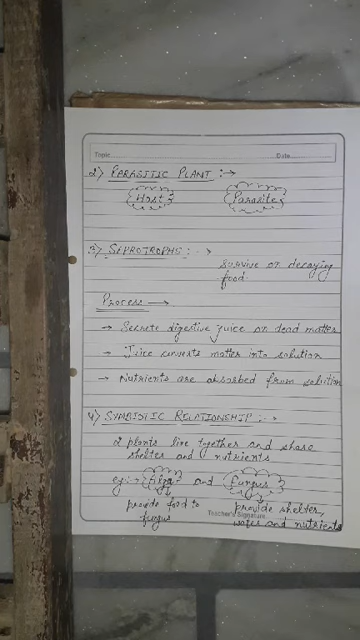 Topic Date
2) PARASITIC PLANT :→
Host Parasite
3) SAPROTROPHS :→
Survive on decaying
food.
PROCESS →
→ Secrete digestive juice on dead matter
→ Juice converts matter into solution
→ Nutrients are absorbed from solution
4) SYMBIOTIC RELATIONSHIP :→
2 plants live together and share
shelter and nutrients
eg:→ Algae and Fungus
provide food to provide shelter,
fungus water and nutrients
Teacher's Signature